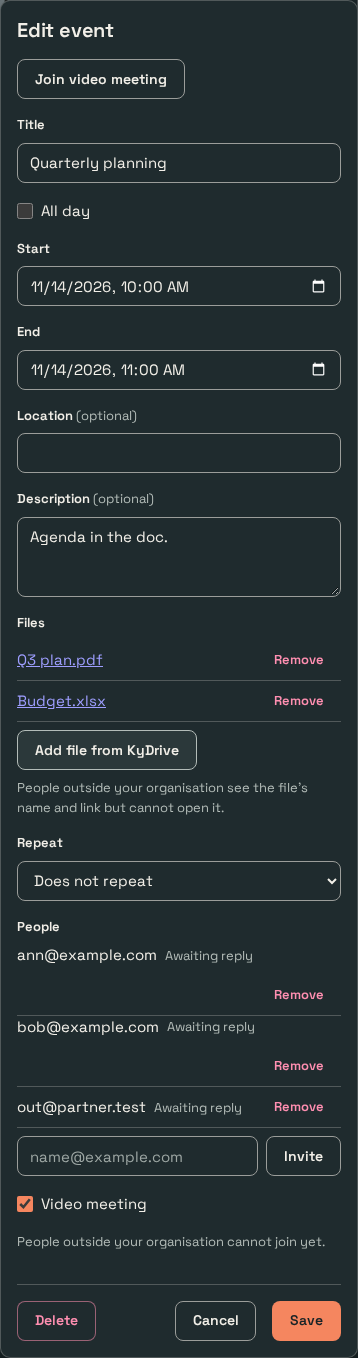 Edit event
Join video meeting
Title
Quarterly planning
All day
Start
11/14/2026, 10:00 AM
End
11/14/2026, 11:00 AM
Location (optional)
Description (optional)
Agenda in the doc.
Files
Q3 plan.pdf Remove
Budget.xlsx Remove
Add file from KyDrive
People outside your organisation see the file's
name and link but cannot open it.
Repeat
Does not repeat
People
ann@example.com Awaiting reply
Remove
bob@example.com Awaiting reply
Remove
out@partner.test Awaiting reply Remove
name@example.com Invite
Video meeting
People outside your organisation cannot join yet.
Delete Cancel Save